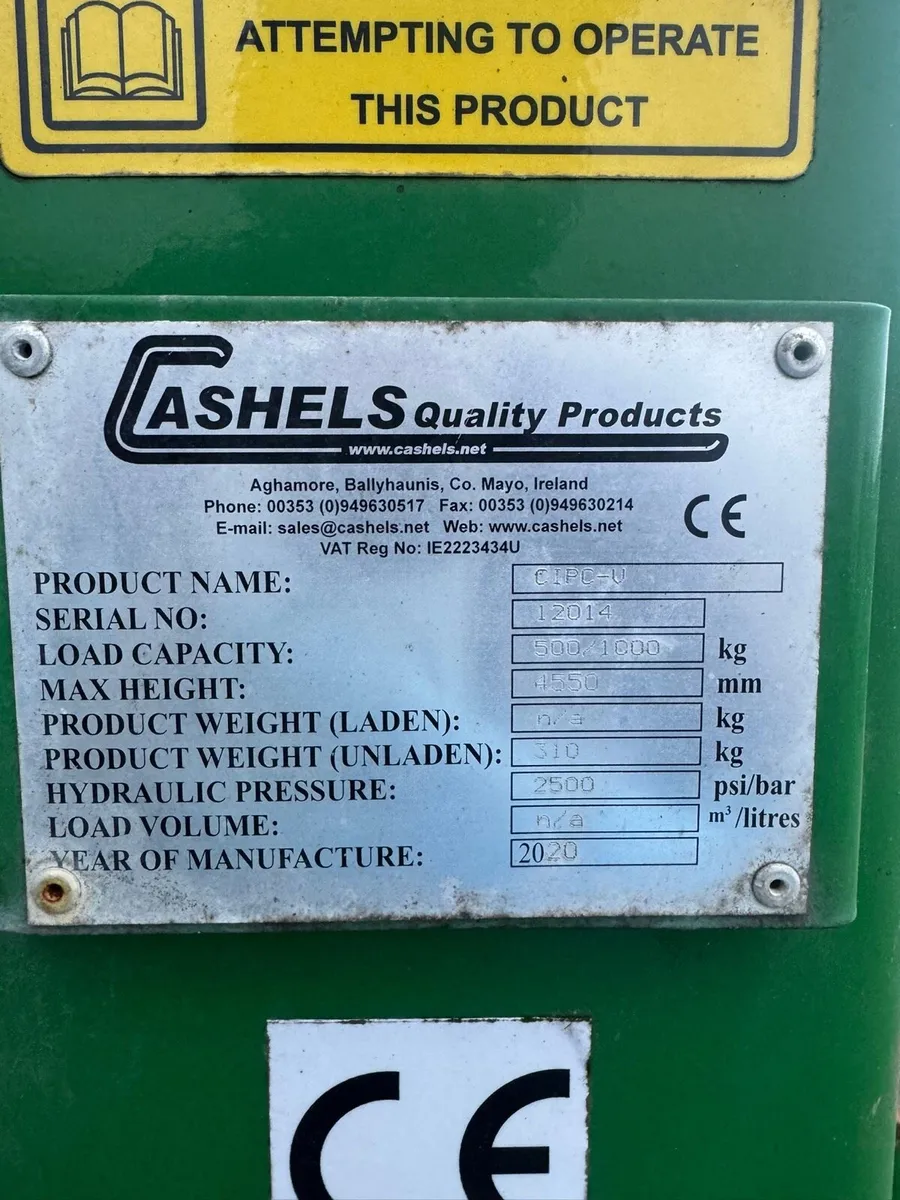 ATTEMPTING TO OPERATE
THIS PRODUCT
CASHELS Quality Products
www.cashels.net
Aghamore, Ballyhaunis, Co. Mayo, Ireland
Phone: 00353 (0)949630517 Fax: 00353 (0)949630214
E-mail: sales@cashels.net Web: www.cashels.net
VAT Reg No: IE2223434U
CE
PRODUCT NAME: CIPC-V
SERIAL NO: 12014
LOAD CAPACITY: 500/1000 kg
MAX HEIGHT: 4550 mm
PRODUCT WEIGHT (LADEN): n/a kg
PRODUCT WEIGHT (UNLADEN): 310 kg
HYDRAULIC PRESSURE: 2500 psi/bar
LOAD VOLUME: n/a m³/litres
YEAR OF MANUFACTURE: 2020
CE